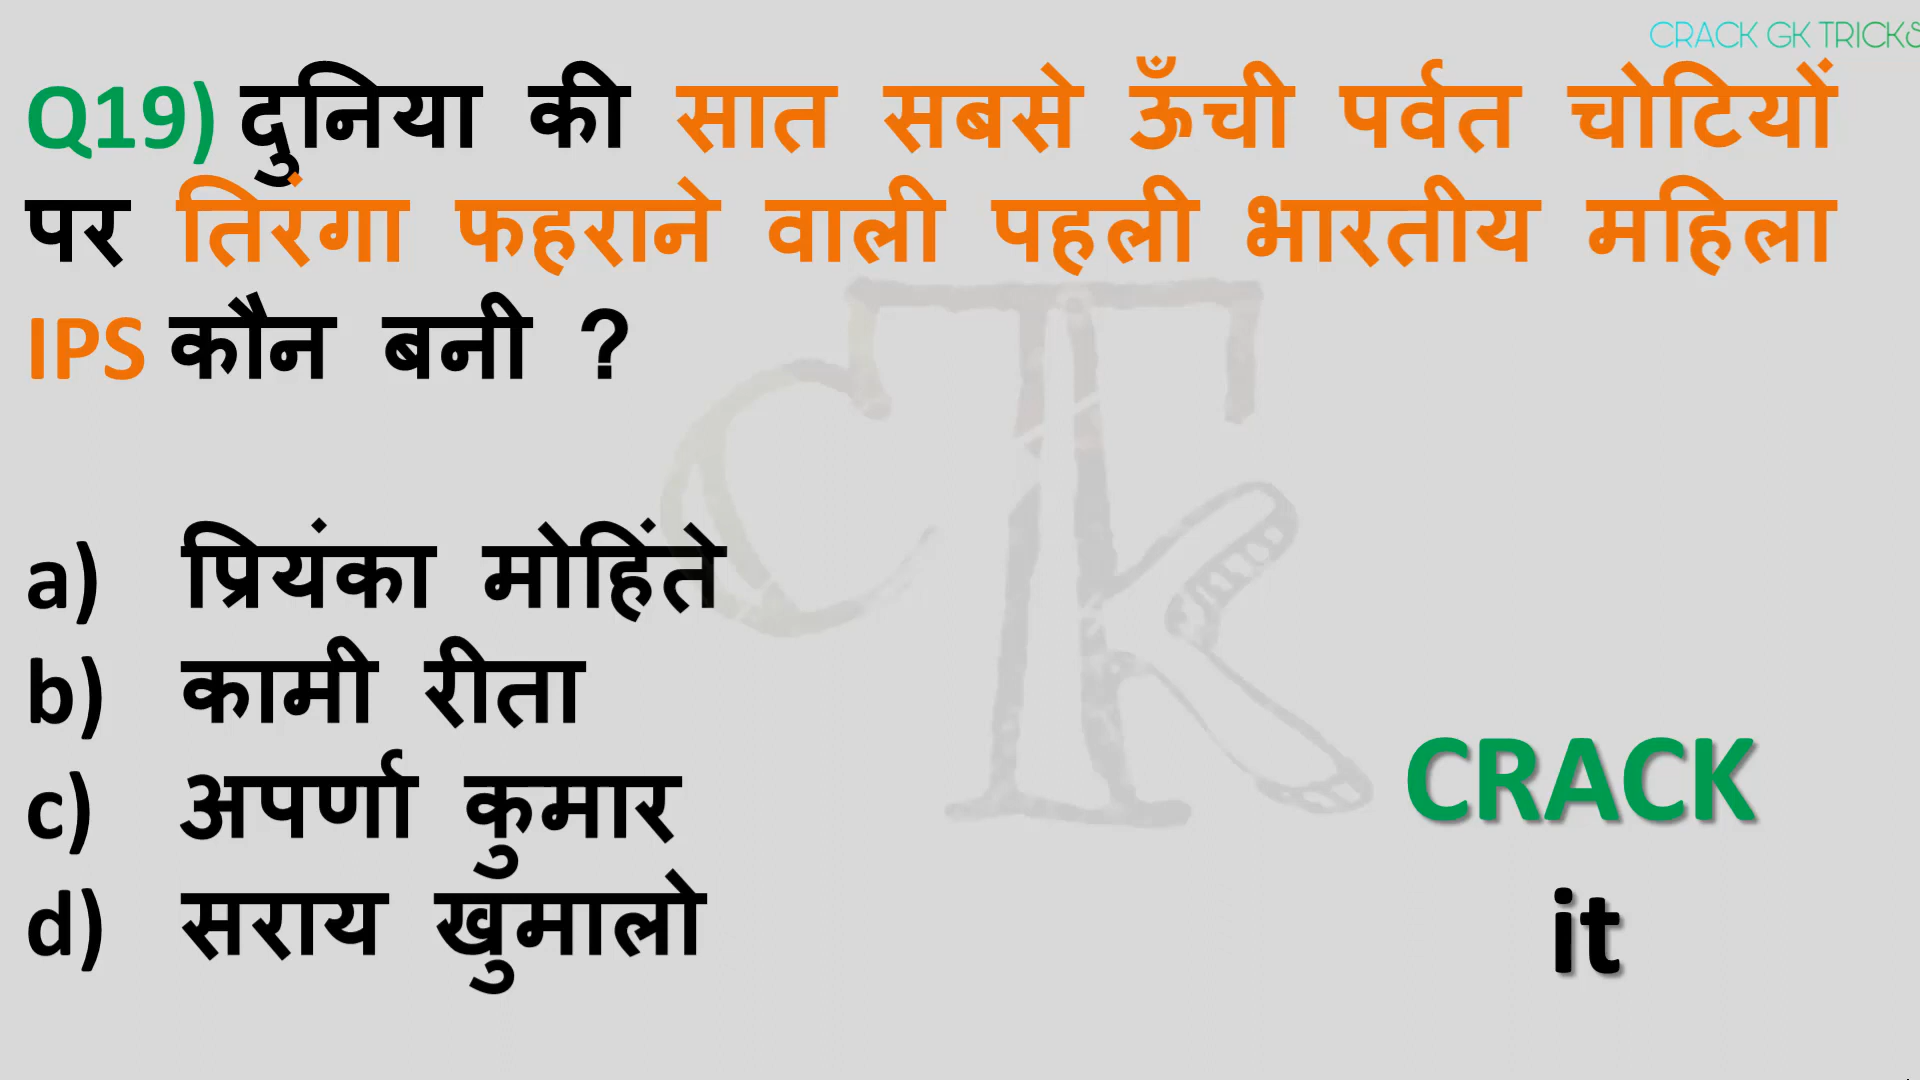 CRACK GK TRICKS
Q19) दुनिया की सात सबसे ऊँची पर्वत चोटियों
पर तिरंगा फहराने वाली पहली भारतीय महिला
IPS कौन बनी ?
a) प्रियंका मोहिंते
b) कामी रीता
c) अपर्णा कुमार
d) सराय खुमालो
CRACK
it